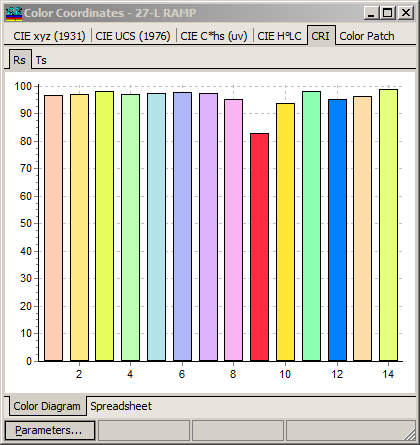 Color Coordinates - 27-L RAMP
CIE xyz (1931) CIE UCS (1976) CIE C*hs (uv) CIE HºLC CRI Color Patch
Rs Ts
100
90
80
70
60
50
40
30
20
10
0
2 4 6 8 10 12 14
Color Diagram Spreadsheet
Parameters...